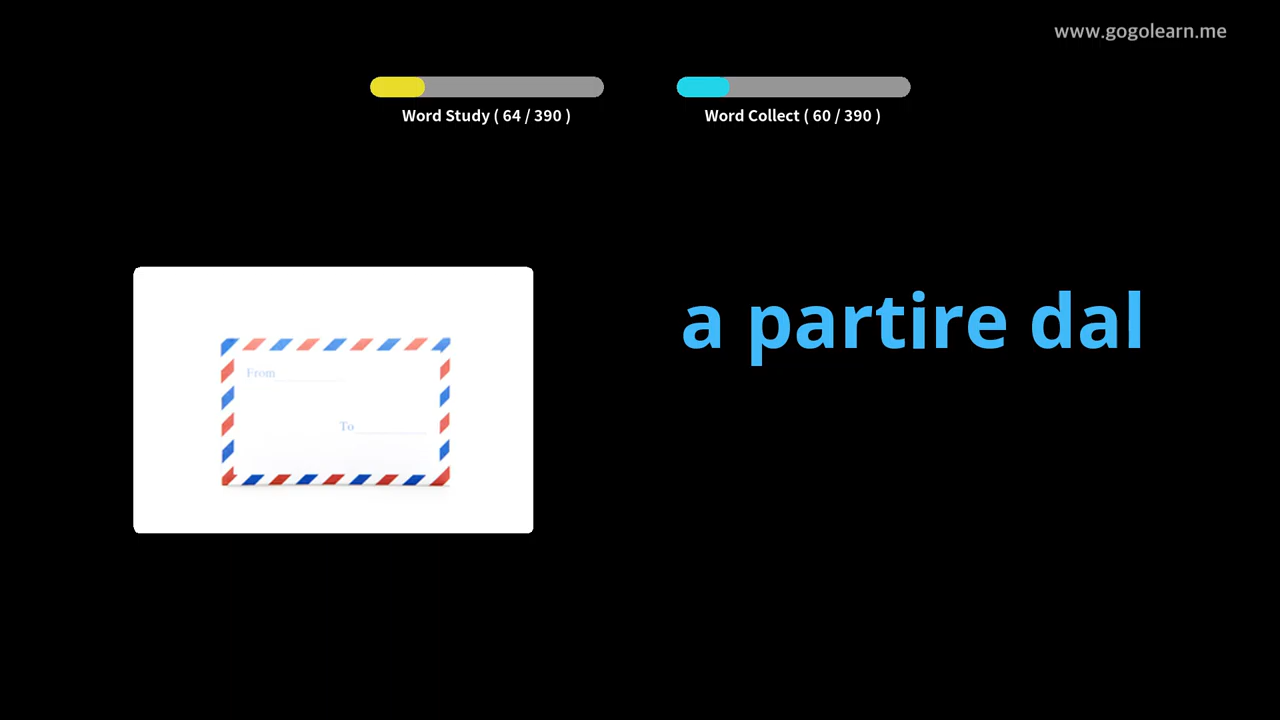 www.gogolearn.me
Word Study ( 64 / 390 )
Word Collect ( 60 / 390 )
a partire dal
From
To